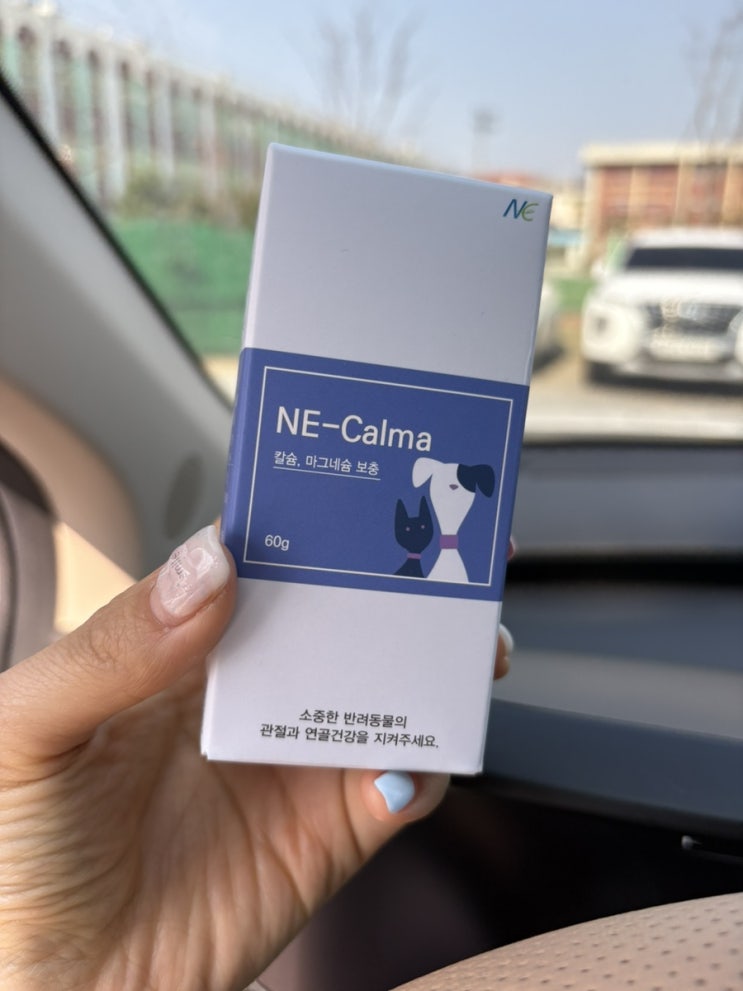 NE
NE-Calma
칼슘, 마그네슘 보충
60g
소중한 반려동물의
관절과 연골건강을 지켜주세요.